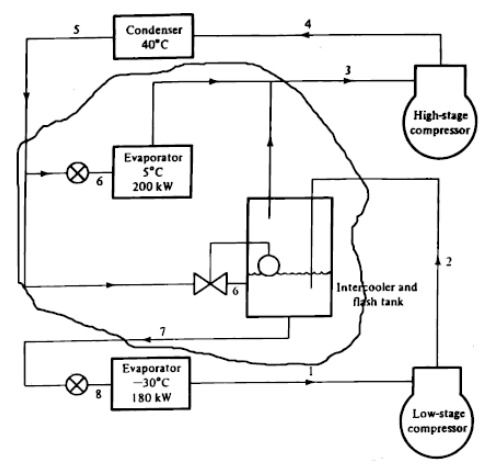 5
Condenser
40°C
4
3
High-stage
compressor
Evaporator
5°C
200 kW
6
2
6
Intercooler and
flash tank
7
Evaporator
−30°C
180 kW
8
1
Low-stage
compressor